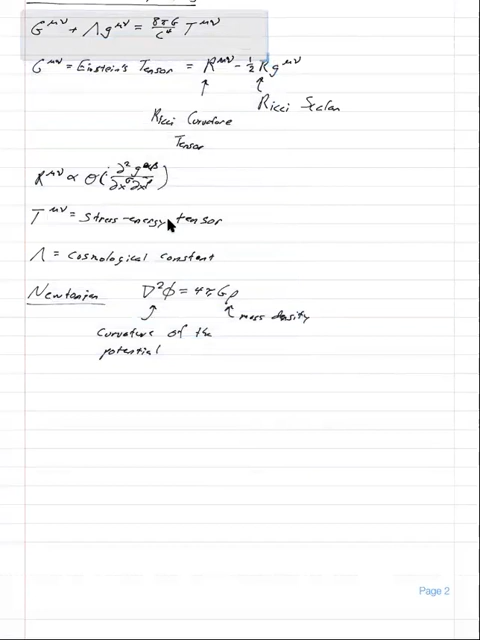 G^μν + Λg^μν = 8πG/c⁴ T^μν
G^μν = Einstein's Tensor = R^μν - ½Rg^μν
Ricci Scalar
Ricci Curvature
Tensor
R^μν ∝ O(∂²g^αβ/∂x^σ∂x^ρ)
T^μν = stress-energy tensor
Λ = cosmological constant
Newtonian ∇²ϕ = 4πGρ
mass density
curvature of the
potential
Page 2